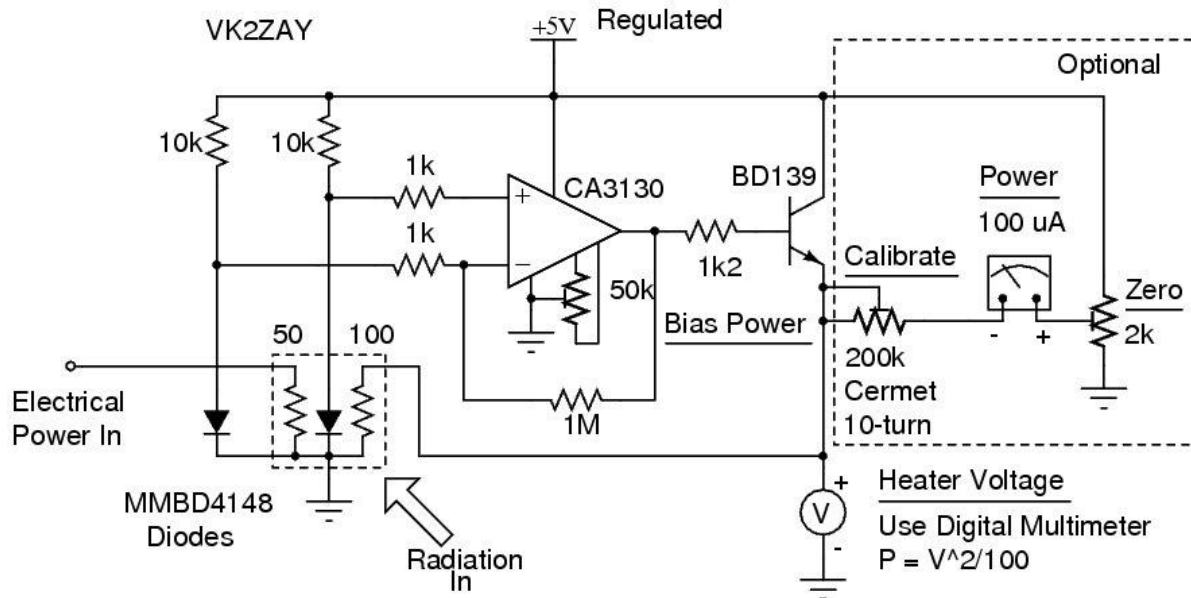 VK2ZAY
+5V
Regulated
Optional
10k
10k
1k
CA3130
BD139
Power
100 uA
+
1k
−
1k2
Calibrate
50k
Bias Power
Zero
- +
2k
50
100
200k
Cermet
10-turn
Electrical
Power In
1M
MMBD4148
Diodes
Radiation
In
+
V
-
Heater Voltage
Use Digital Multimeter
P = V^2/100